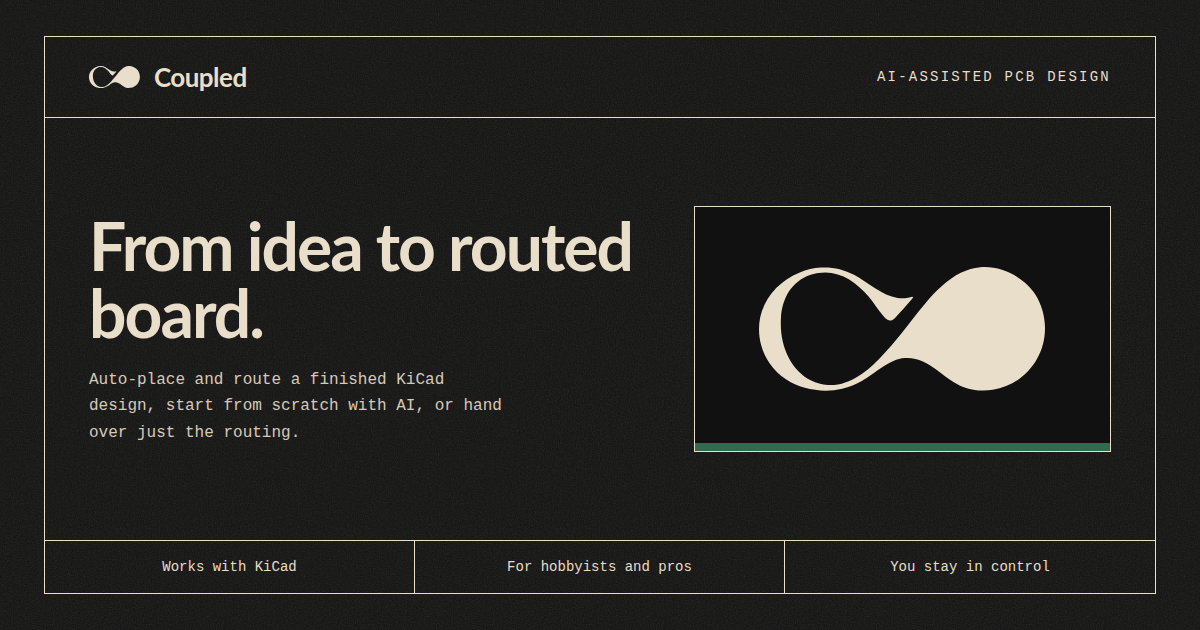 Coupled
AI-ASSISTED PCB DESIGN
From idea to routed
board.
Auto-place and route a finished KiCad
design, start from scratch with AI, or hand
over just the routing.
Works with KiCad
For hobbyists and pros
You stay in control